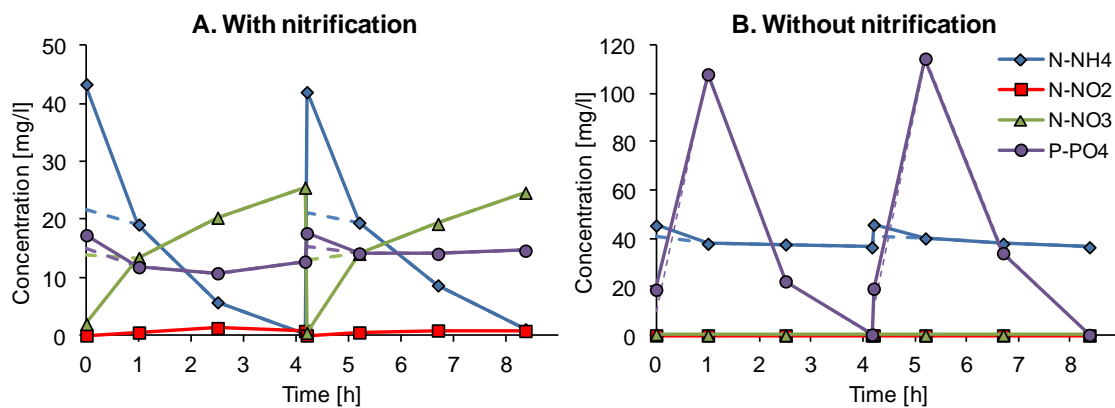 A. With nitrification
Concentration [mg/l]
50
40
30
20
10
0
0 1 2 3 4 5 6 7 8
Time [h]
B. Without nitrification
Concentration [mg/l]
120
100
80
60
40
20
0
0 1 2 3 4 5 6 7 8
Time [h]
N-NH4
N-NO2
N-NO3
P-PO4